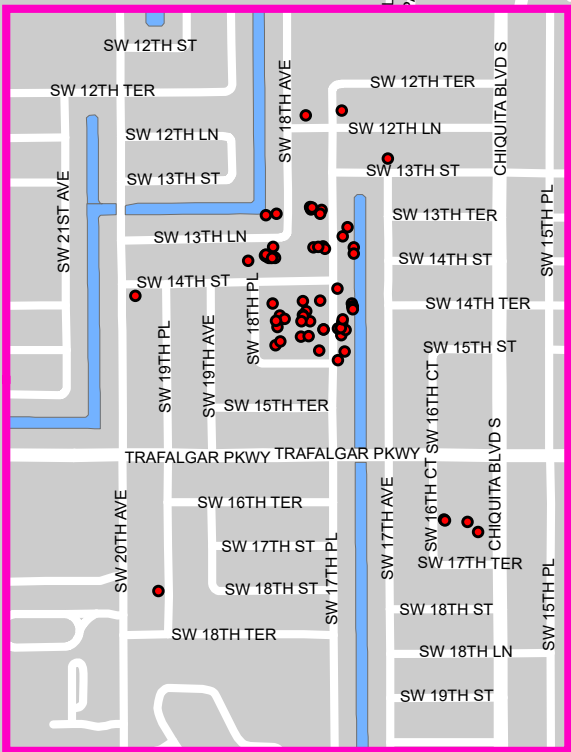 SW 12TH ST
SW 12TH TER
SW 12TH TER
SW 18TH AVE
CHIQUITA BLVD S
SW 12TH LN
SW 12TH LN
SW 13TH ST
SW 13TH ST
SW 21ST AVE
SW 13TH TER
SW 15TH PL
SW 13TH LN
SW 14TH ST
SW 14TH ST
SW 18TH PL
SW 14TH TER
SW 19TH PL
SW 19TH AVE
SW 15TH ST
SW 16TH CT
SW 15TH TER
TRAFALGAR PKWY
TRAFALGAR PKWY
SW 16TH CT
CHIQUITA BLVD S
SW 20TH AVE
SW 16TH TER
SW 17TH AVE
SW 17TH ST
SW 17TH PL
SW 17TH TER
SW 15TH PL
SW 18TH ST
SW 18TH ST
SW 18TH TER
SW 18TH LN
SW 19TH ST